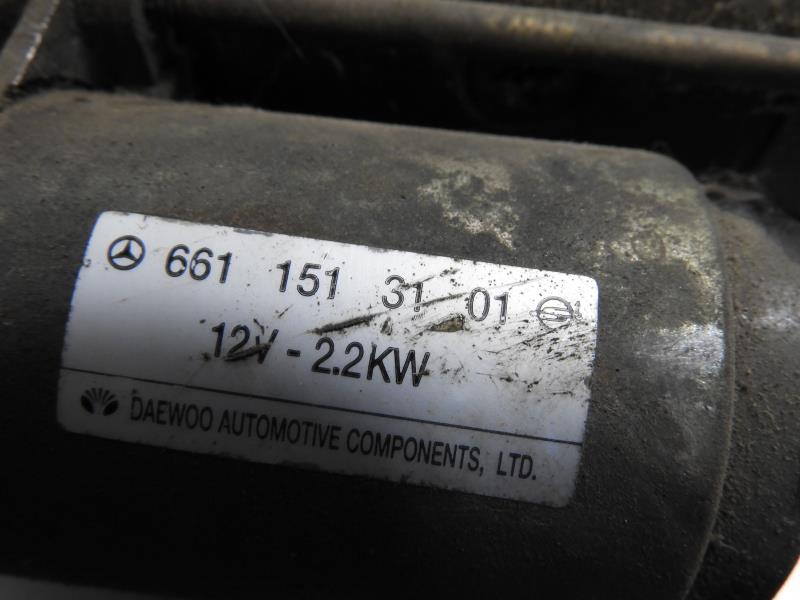 661 151 31 01
12V - 2.2KW
DAEWOO AUTOMOTIVE COMPONENTS, LTD.